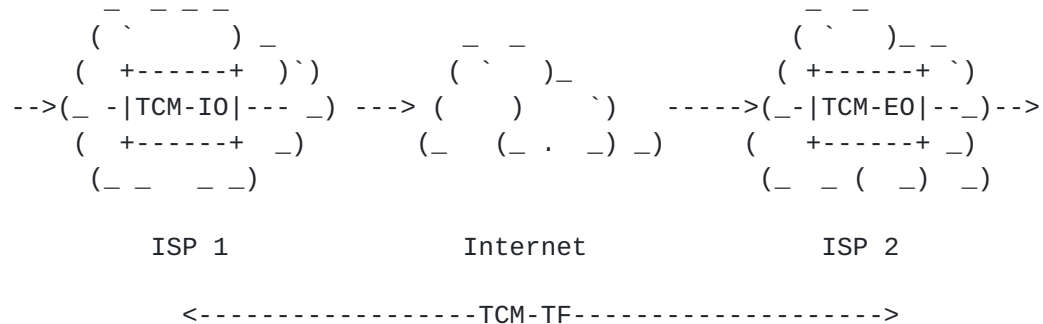 -->(_ -|TCM-IO|--- _) ---> ( ) `) ----->(_-|TCM-EO|--_)-->
ISP 1 Internet ISP 2
<------------------TCM-TF-------------------->